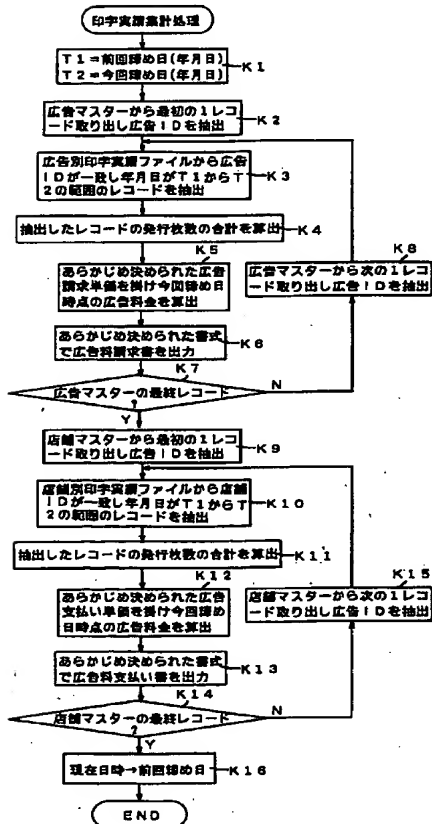 印字実績集計処理
T1=前回締め日(年月日)
T2=今回締め日(年月日)
K1
広告マスターから最初の1レコ
ード取り出し広告IDを抽出
K2
広告別印字実績ファイルから広告
IDが一致し年月日がT1からT
2の範囲のレコードを抽出
K3
抽出したレコードの発行枚数の合計を算出
K4
K5
あらかじめ決められた広告
請求単価を掛け今回締め日
時点の広告料金を算出
K8
広告マスターから次の1レコ
ード取り出し広告IDを抽出
K6
あらかじめ決められた書式
で広告料請求書を出力
K7
広告マスターの最終レコード
?
N
Y
店舗マスターから最初の1レコ
ード取り出し広告IDを抽出
K9
店舗別印字実績ファイルから店舗
IDが一致し年月日がT1からT
2の範囲のレコードを抽出
K10
抽出したレコードの発行枚数の合計を算出
K11
K12
あらかじめ決められた広告
支払い単価を掛け今回締め
日時点の広告料金を算出
K15
店舗マスターから次の1レコ
ード取り出し広告IDを抽出
あらかじめ決められた書式
で広告料支払い書を出力
K13
K14
店舗マスターの最終レコード
?
N
Y
現在日時→前回締め日
K16
END